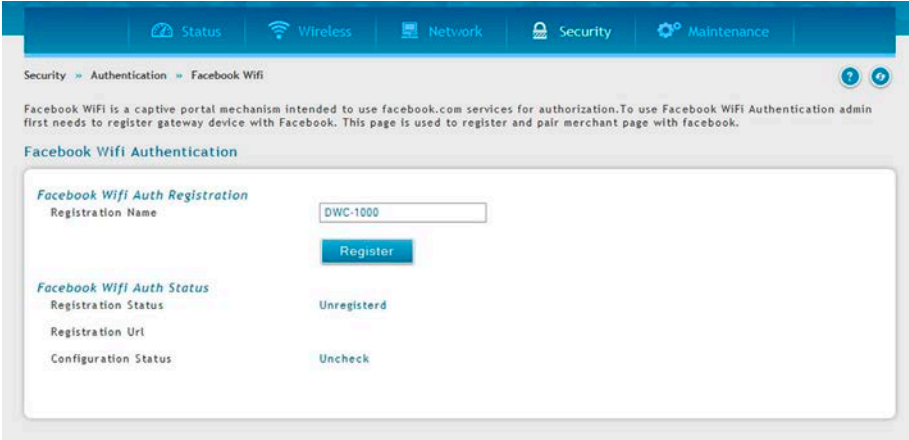 Status Wireless Network Security Maintenance
Security » Authentication » Facebook Wifi
Facebook WiFi is a captive portal mechanism intended to use facebook.com services for authorization.To use Facebook WiFi Authentication admin
first needs to register gateway device with Facebook. This page is used to register and pair merchant page with facebook.
Facebook Wifi Authentication
Facebook Wifi Auth Registration
Registration Name DWC-1000
Register
Facebook Wifi Auth Status
Registration Status Unregisterd
Registration Url
Configuration Status Uncheck